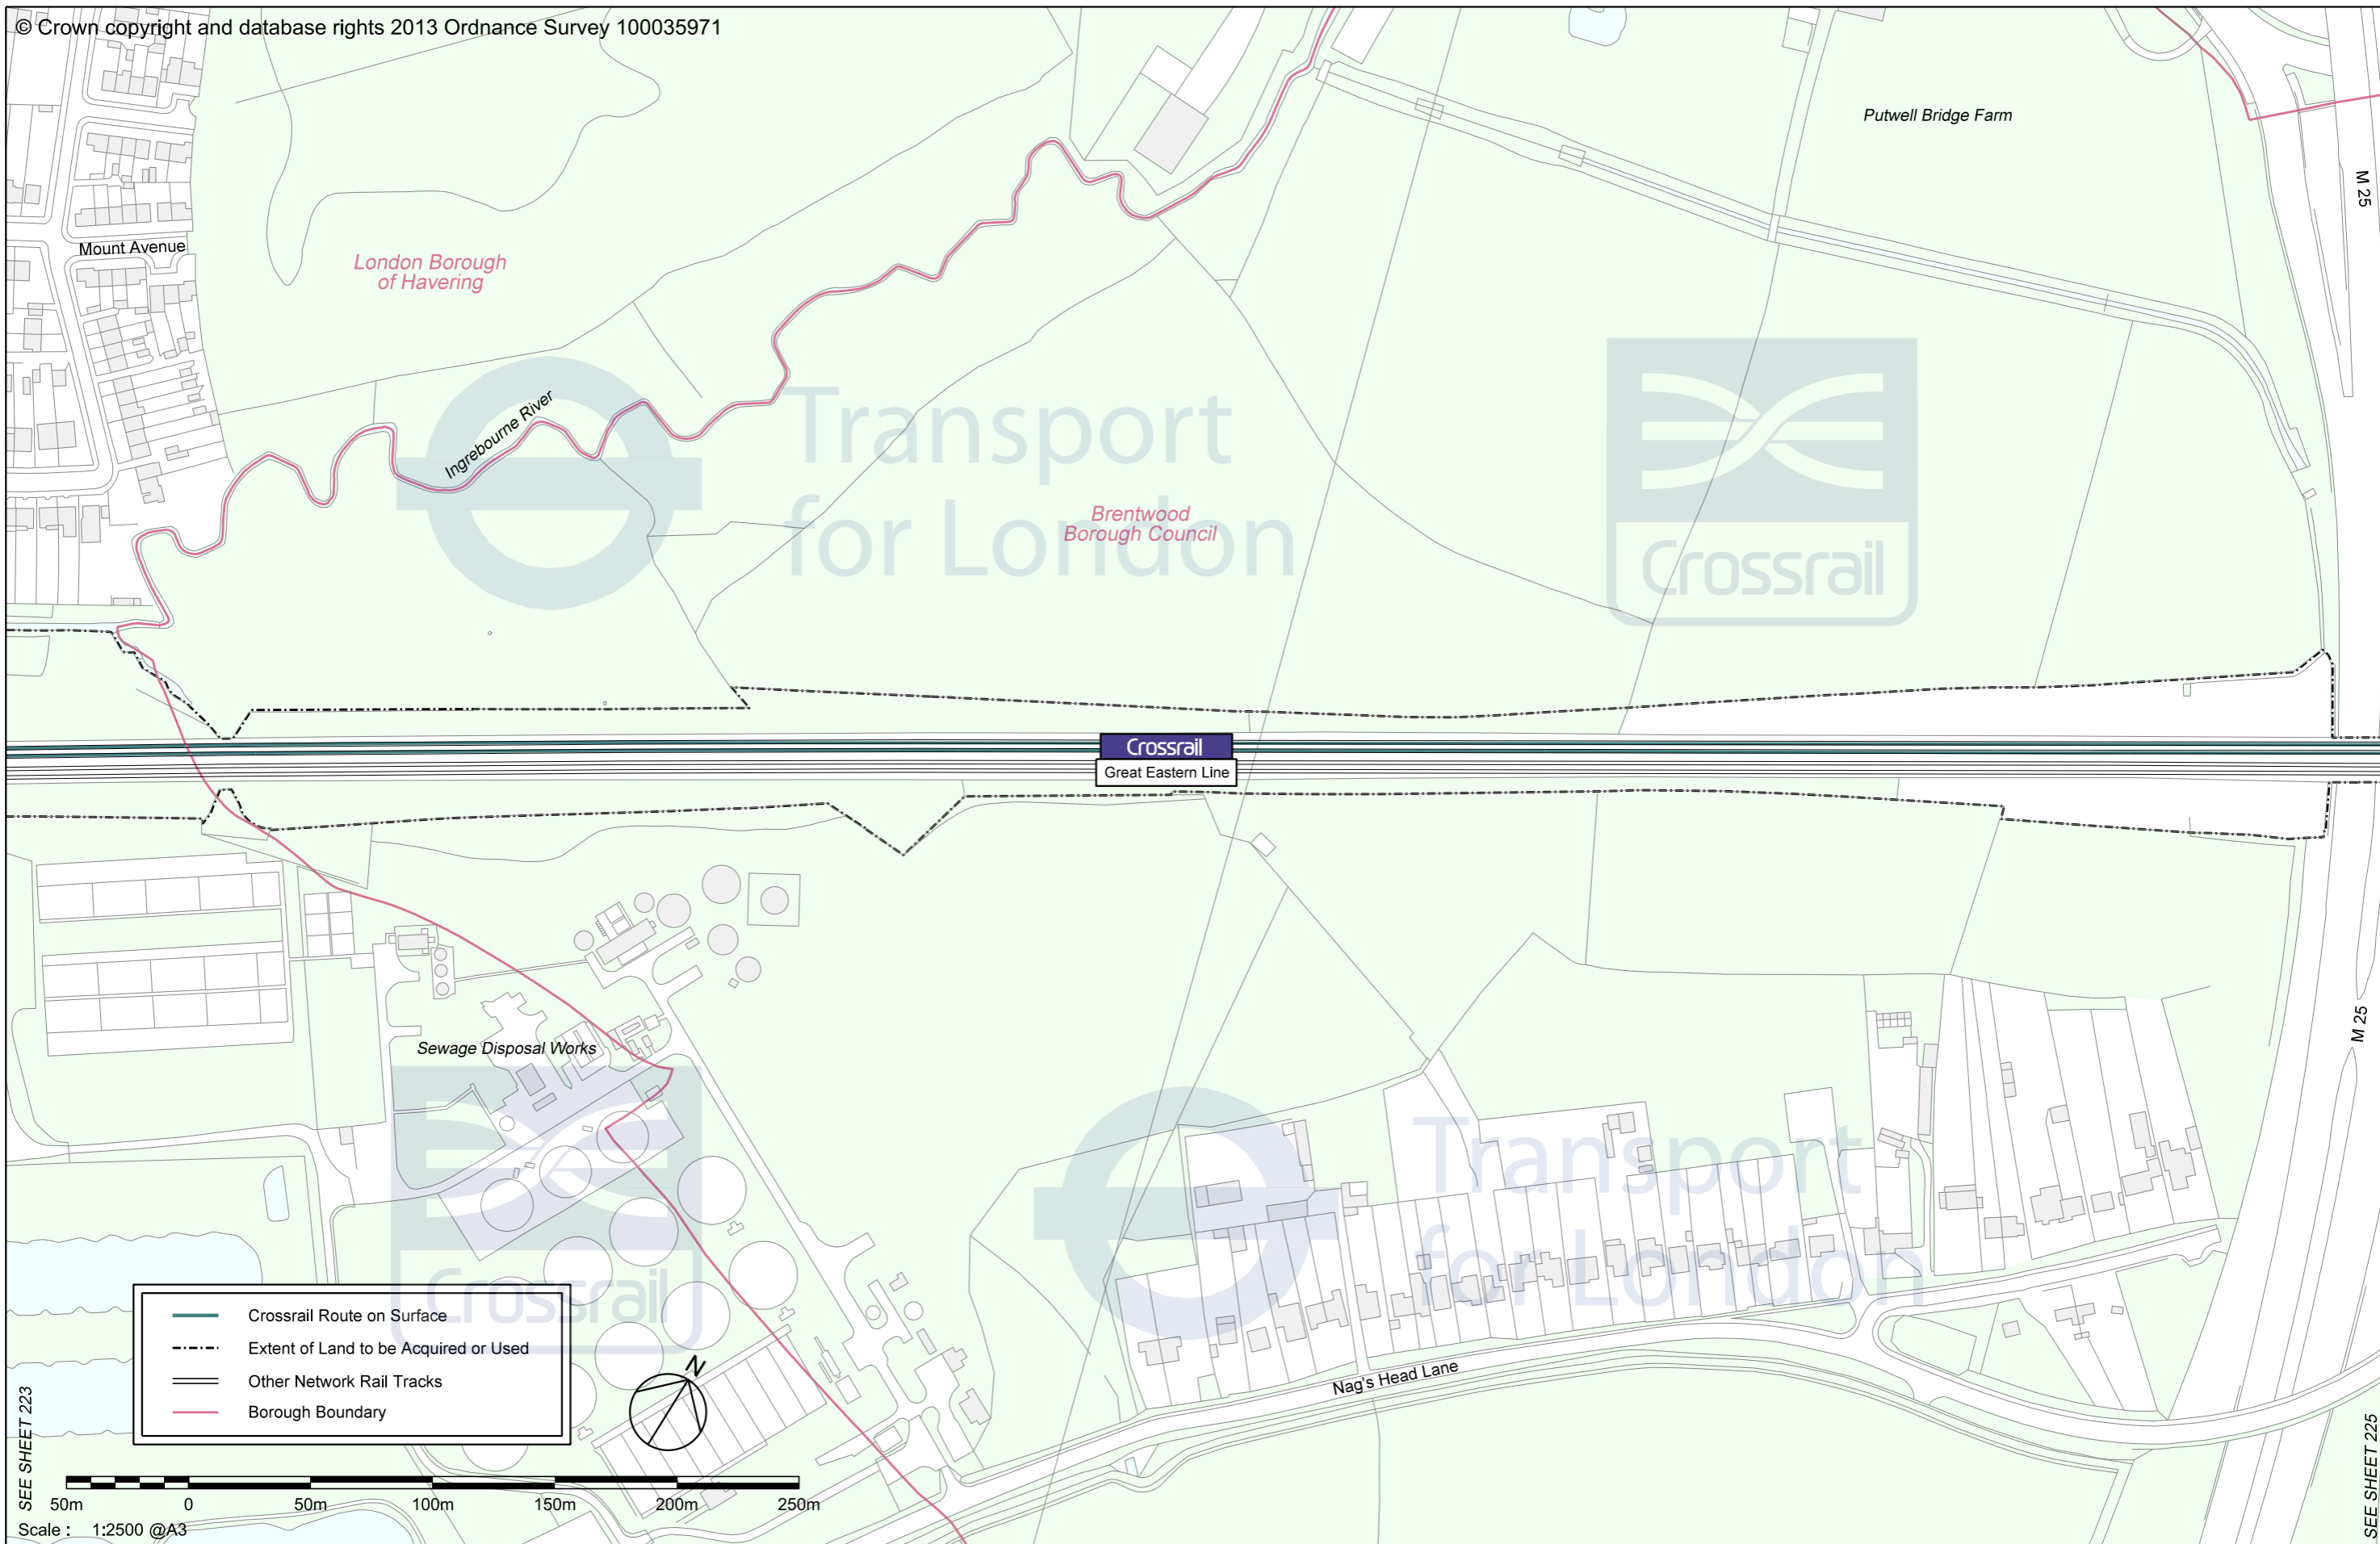 © Crown copyright and database rights 2013 Ordnance Survey 100035971
Putwell Bridge Farm
M 25
Mount Avenue
London Borough
of Havering
Ingrebourne River
Transport
for London
Crossrail
Brentwood
Borough Council
Crossrail
Great Eastern Line
M 25
Sewage Disposal Works
Crossrail
Transport
for London
Crossrail Route on Surface
Extent of Land to be Acquired or Used
Other Network Rail Tracks
Borough Boundary
N
Nag's Head Lane
SEE SHEET 223
SEE SHEET 225
50m 0 50m 100m 150m 200m 250m
Scale : 1:2500 @A3